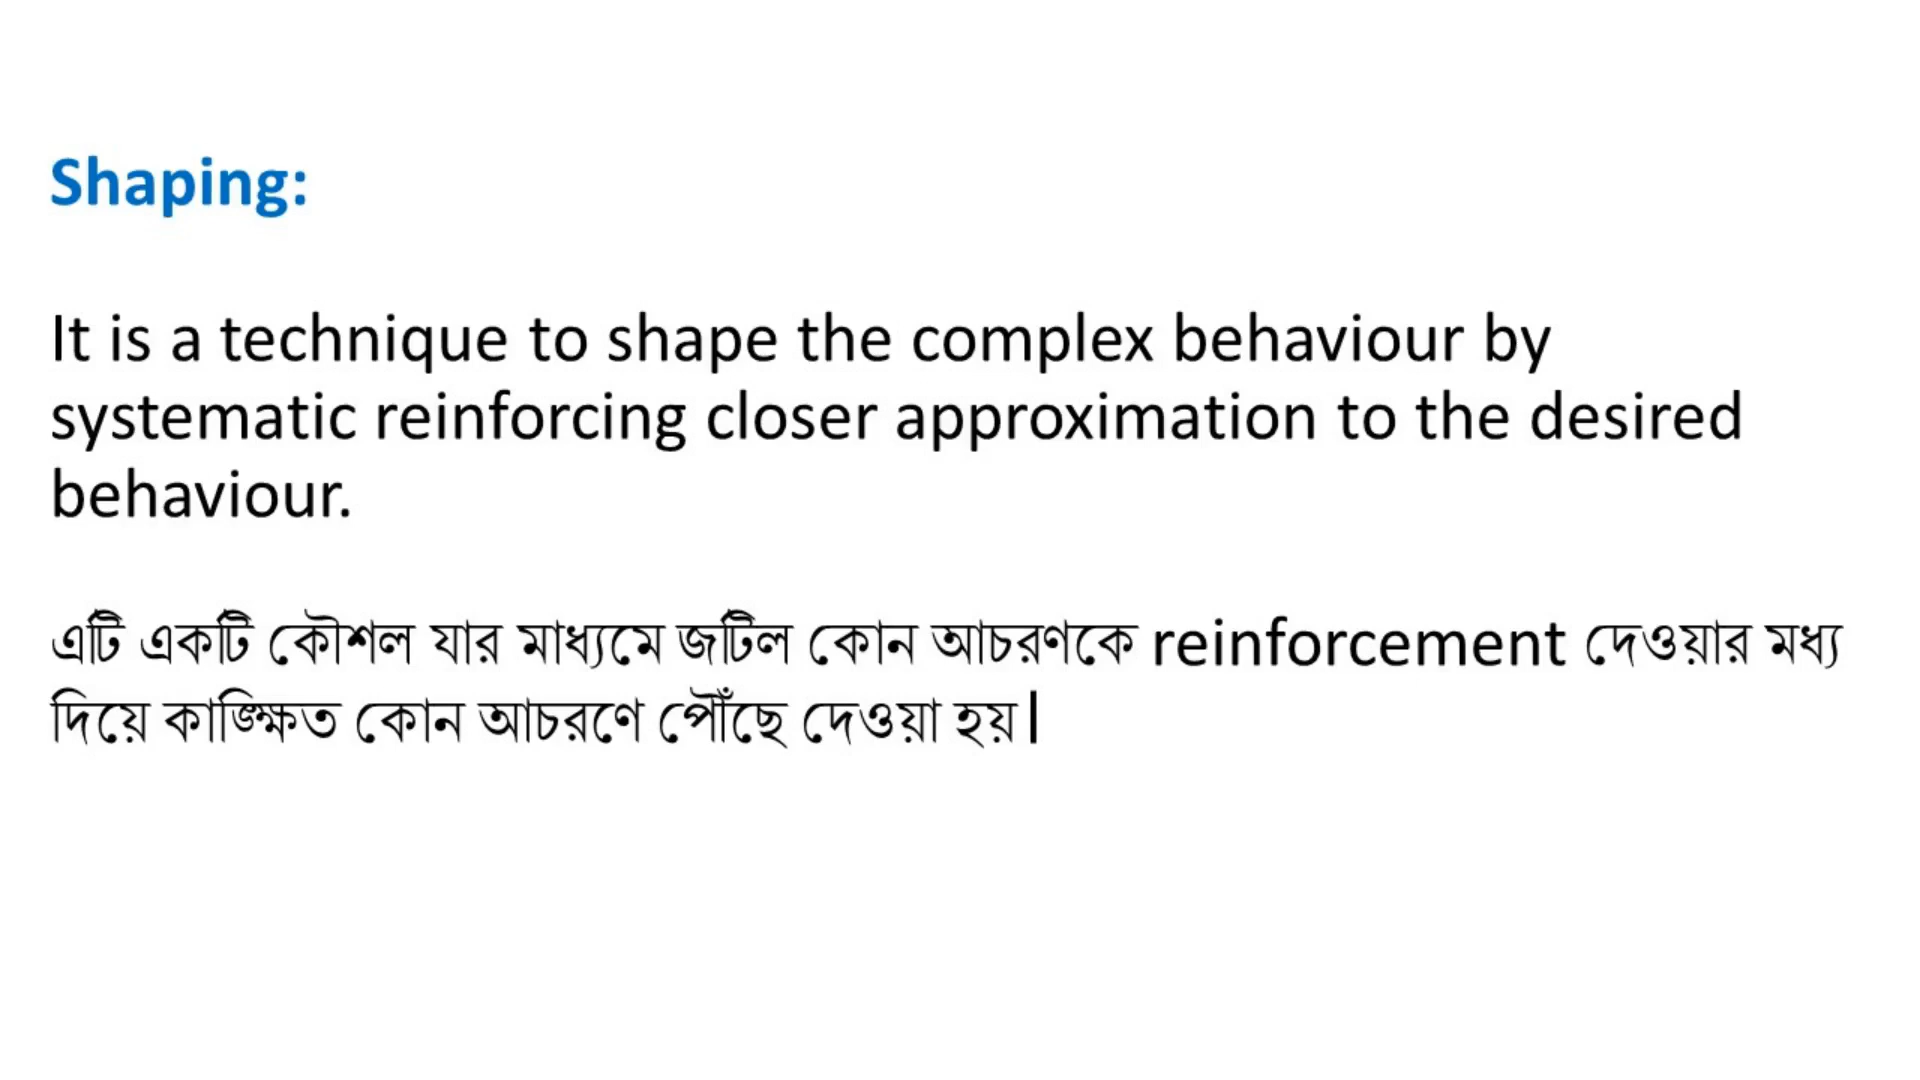 Shaping:
It is a technique to shape the complex behaviour by
systematic reinforcing closer approximation to the desired
behaviour.
এটি একটি কৌশল যার মাধ্যমে জটিল কোন আচরণকে reinforcement দেওয়ার মধ্য
দিয়ে কাঙ্ক্ষিত কোন আচরণে পৌঁছে দেওয়া হয়।